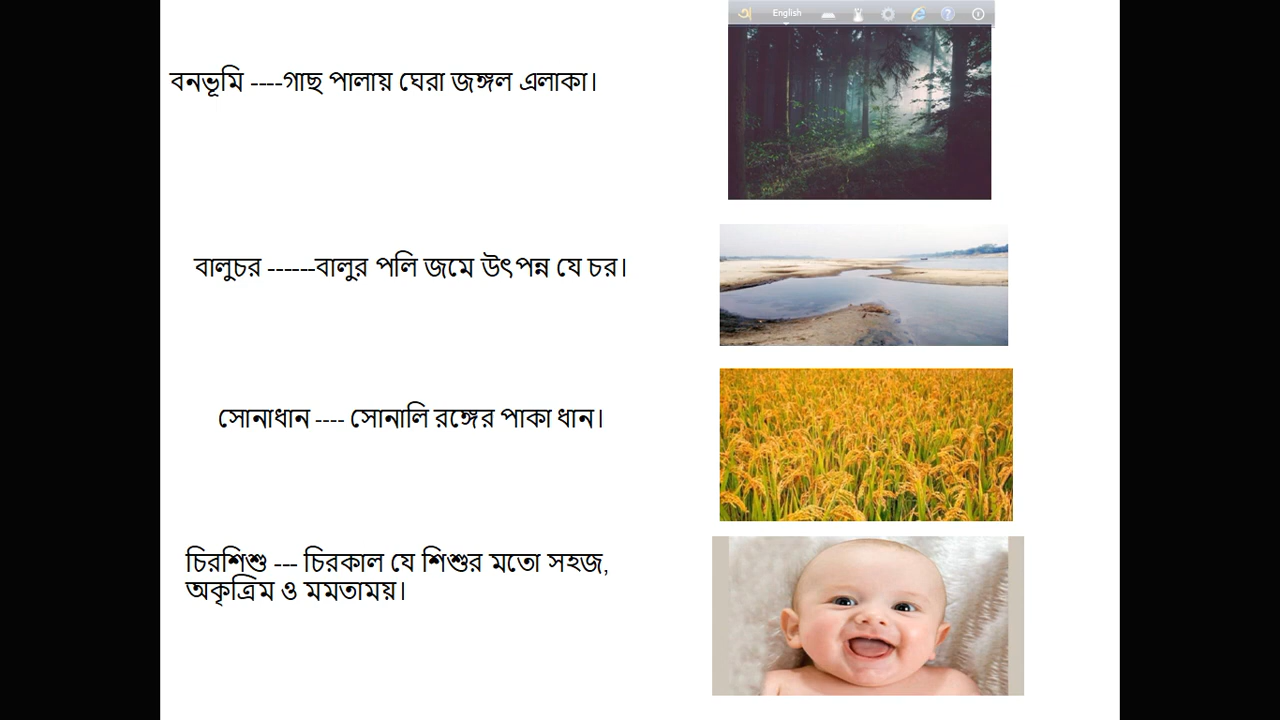 English
বনভূমি ----গাছ পালায় ঘেরা জঙ্গল এলাকা।
বালুচর ------বালুর পলি জমে উৎপন্ন যে চর।
সোনাধান ---- সোনালি রঙ্গের পাকা ধান।
চিরশিশু --- চিরকাল যে শিশুর মতো সহজ,
অকৃত্রিম ও মমতাময়।